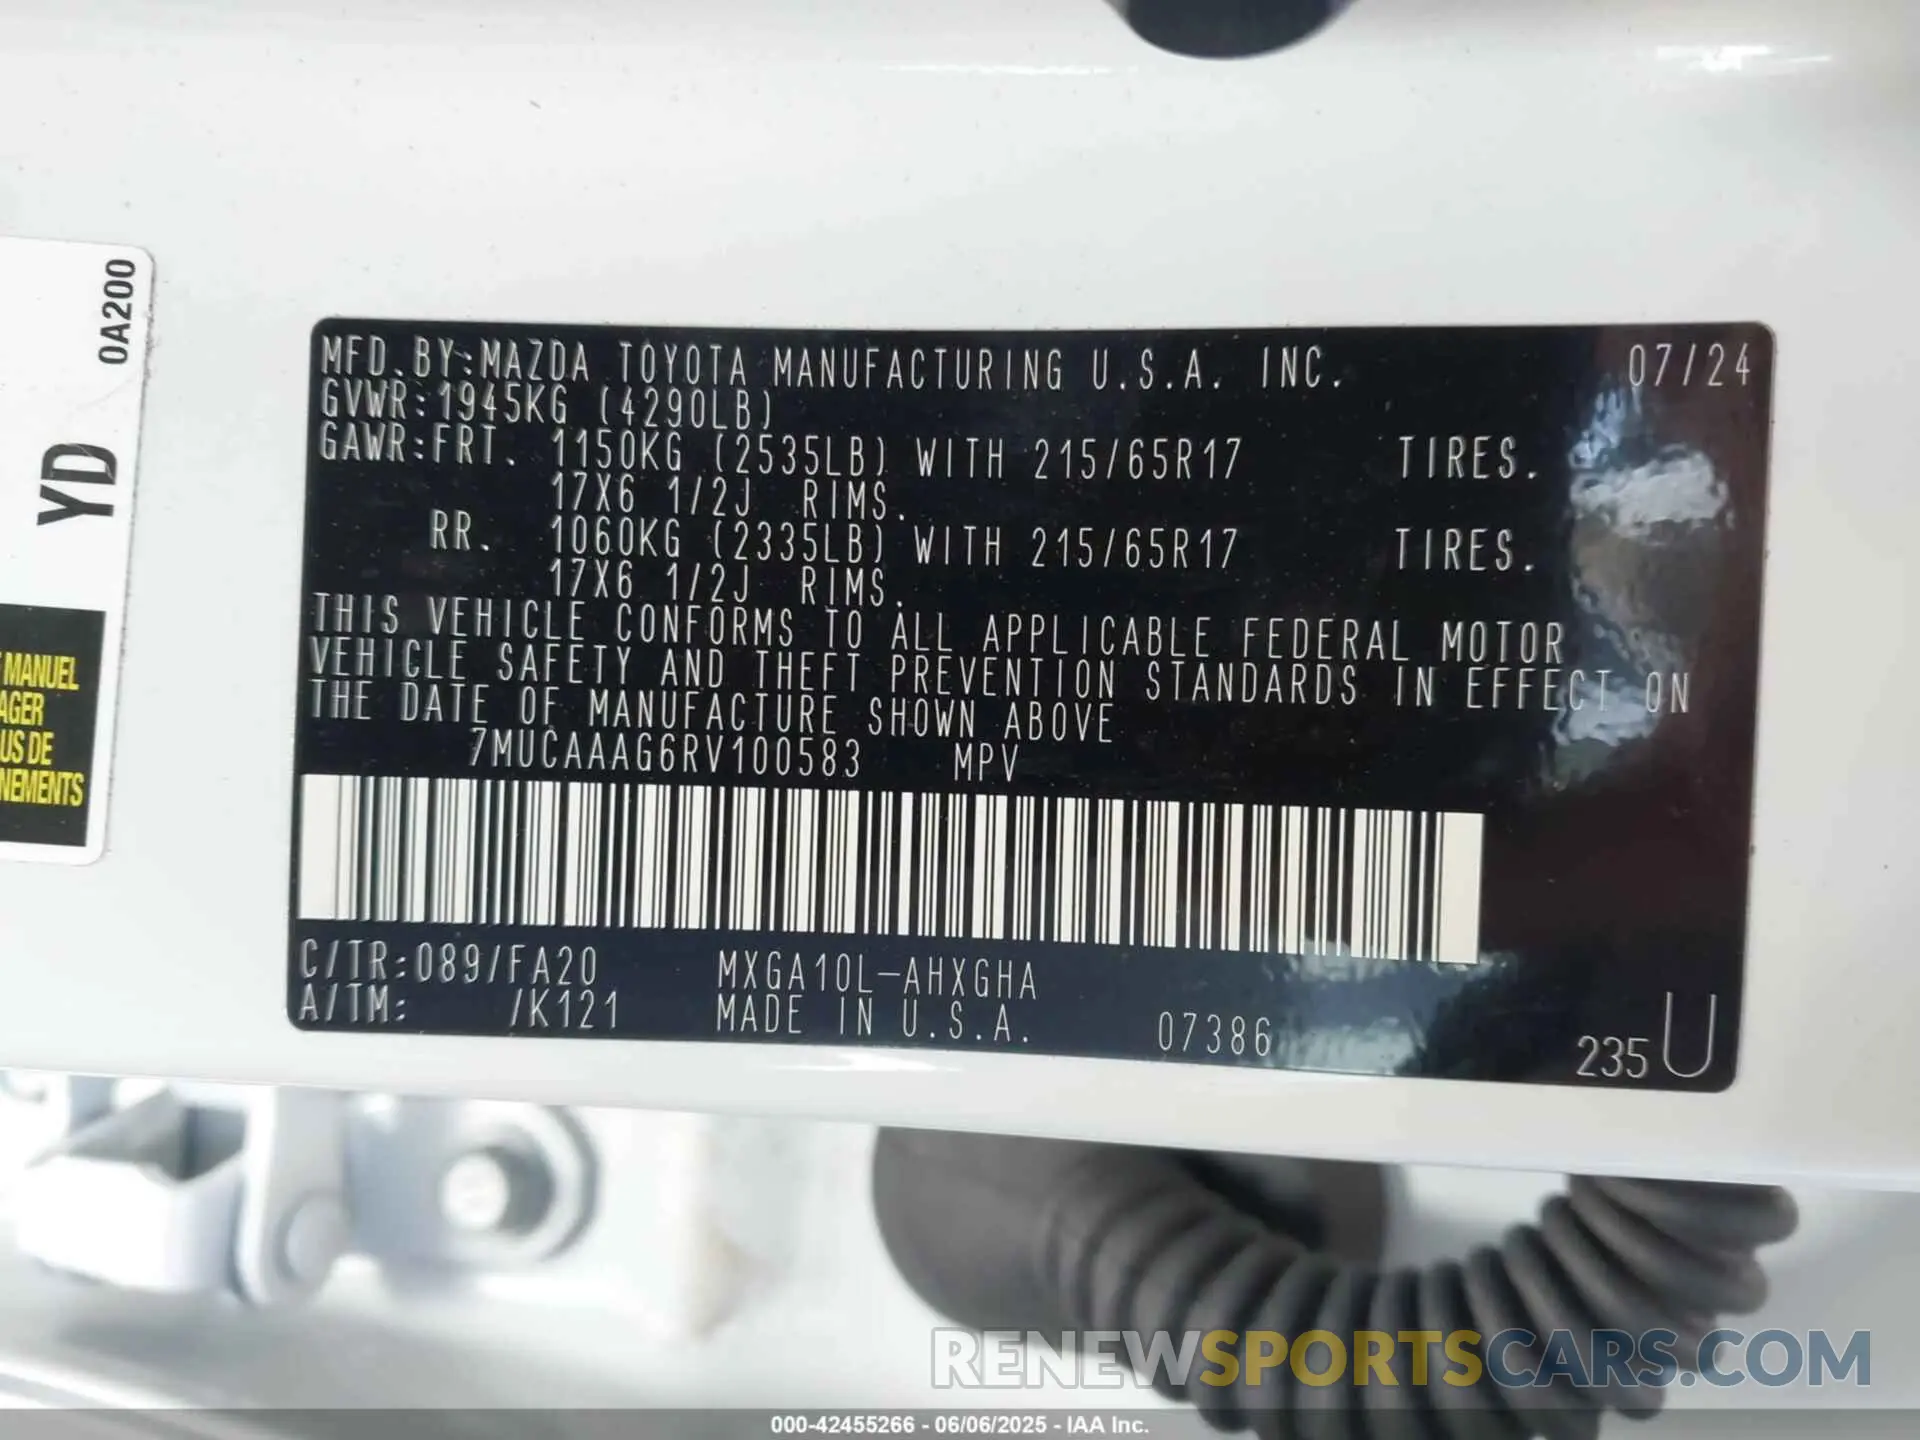 0A200
YD
MANUEL
US DE
MFD.BY:MAZDA TOYOTA MANUFACTURING U.S.A. INC. 07/24
GVWR:1945KG (4290LB)
GAWR:FRT. 1150KG (2535LB) WITH 215/65R17 TIRES.
17X6 1/2J RIMS.
RR. 1060KG (2335LB) WITH 215/65R17 TIRES.
17X6 1/2J RIMS.
THIS VEHICLE CONFORMS TO ALL APPLICABLE FEDERAL MOTOR
VEHICLE SAFETY AND THEFT PREVENTION STANDARDS IN EFFECT ON
THE DATE OF MANUFACTURE SHOWN ABOVE
7MUCAAAG6RV100583 MPV
C/TR:089/FA20 MXGA10L-AHXGHA
A/TM: /K121 MADE IN U.S.A. 07386 235 U
RENEWSPORTSCARS.COM
000-42455266 - 06/06/2025 - IAA Inc.